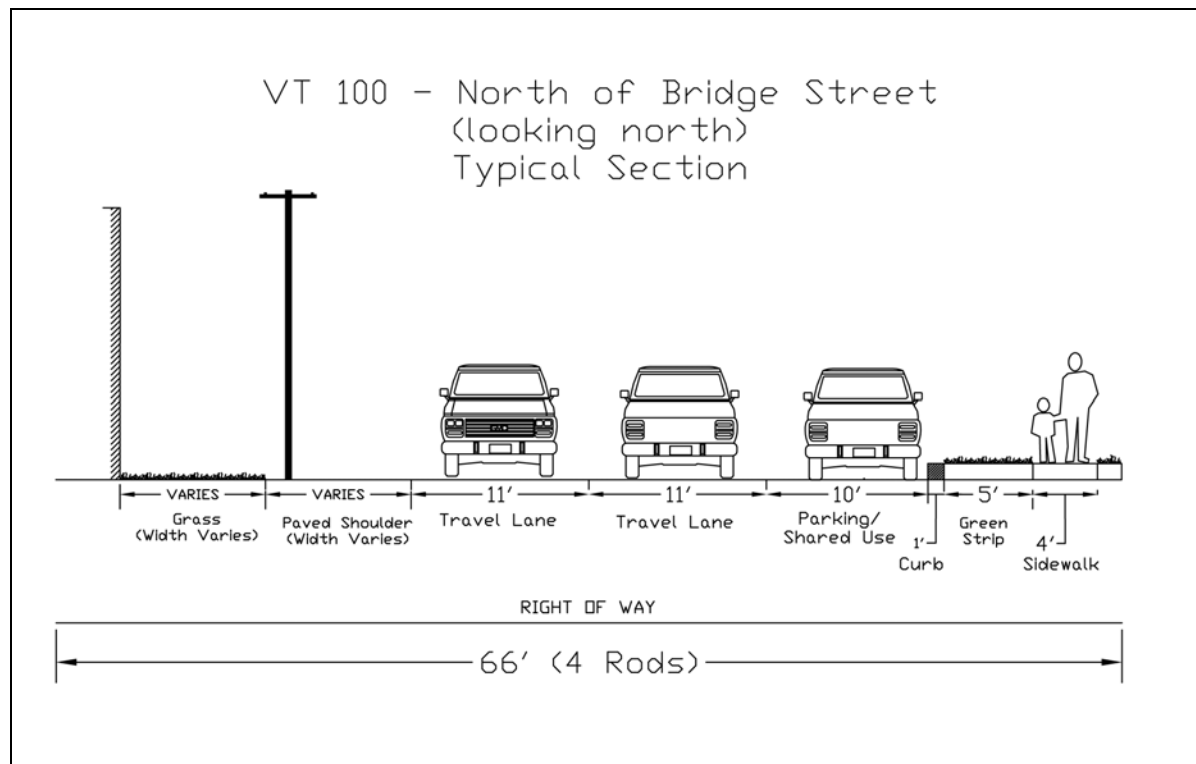 VT 100 - North of Bridge Street
(looking north)
Typical Section
VARIES
Grass
(Width Varies)
VARIES
Paved Shoulder
(Width Varies)
11'
Travel Lane
11'
Travel Lane
10'
Parking/
Shared Use
1'
Curb
5'
Green
Strip
4'
Sidewalk
RIGHT OF WAY
66' (4 Rods)